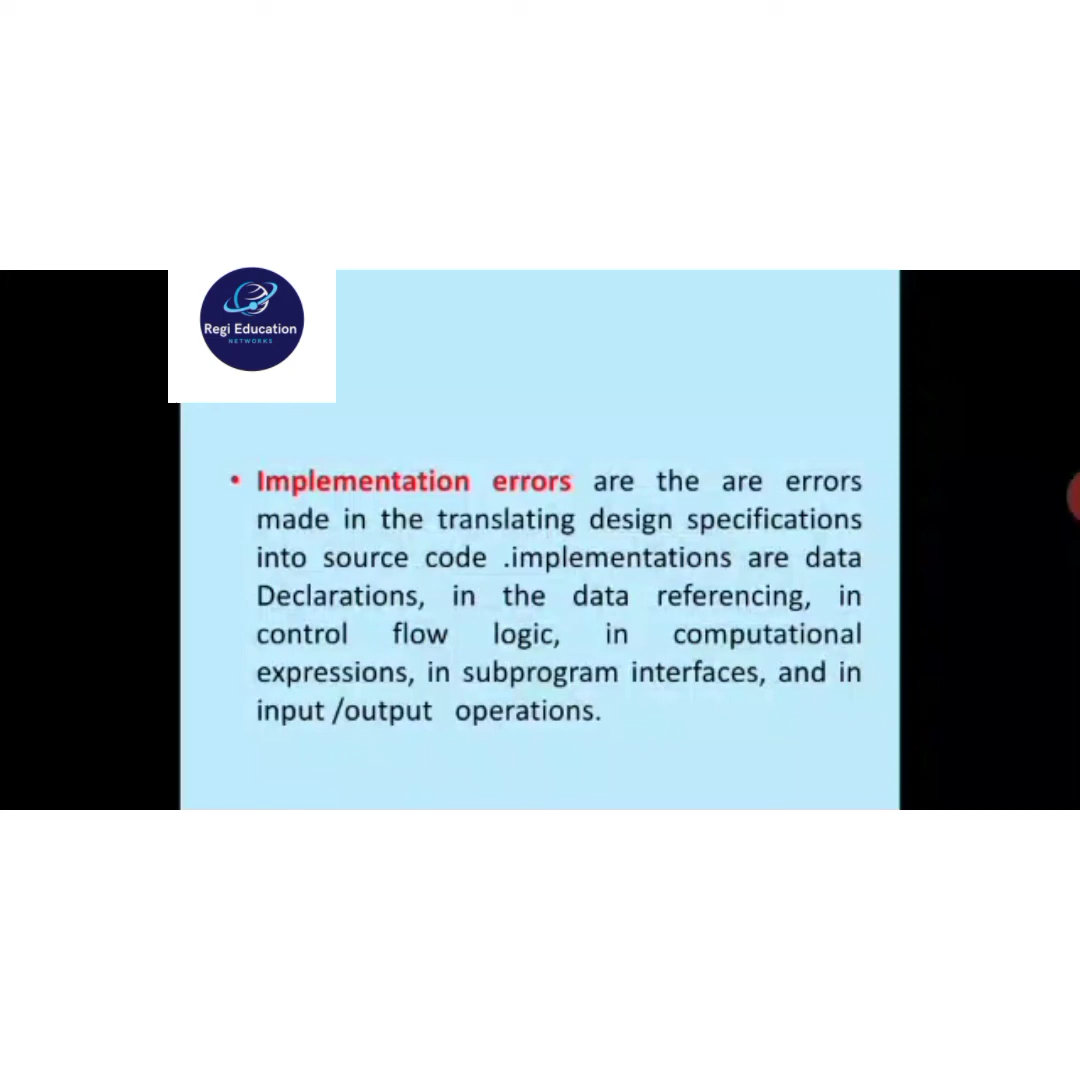 Regi Education
NETWORKS
• Implementation errors are the are errors
made in the translating design specifications
into source code .implementations are data
Declarations, in the data referencing, in
control flow logic, in computational
expressions, in subprogram interfaces, and in
input /output operations.